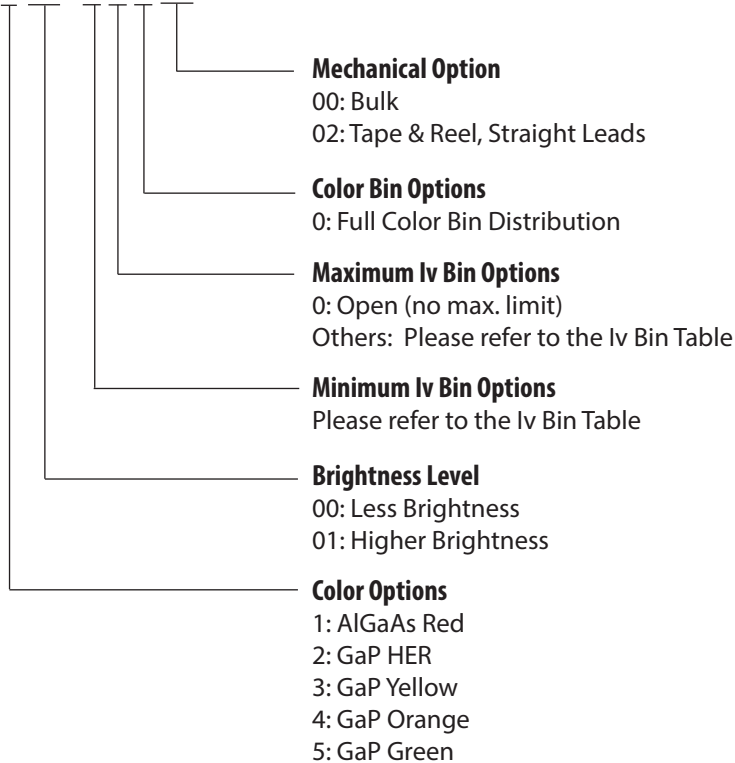 Mechanical Option
00: Bulk
02: Tape & Reel, Straight Leads
Color Bin Options
0: Full Color Bin Distribution
Maximum Iv Bin Options
0: Open (no max. limit)
Others: Please refer to the Iv Bin Table
Minimum Iv Bin Options
Please refer to the Iv Bin Table
Brightness Level
00: Less Brightness
01: Higher Brightness
Color Options
1: AlGaAs Red
2: GaP HER
3: GaP Yellow
4: GaP Orange
5: GaP Green